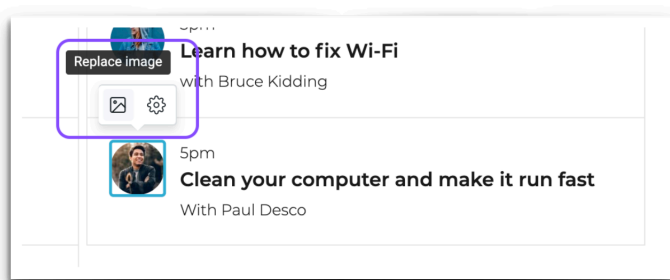 5pm
Learn how to fix Wi-Fi
Replace image
with Bruce Kidding
5pm
Clean your computer and make it run fast
With Paul Desco